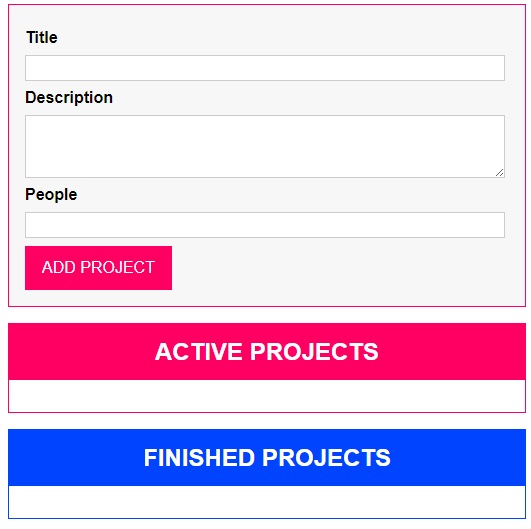 Title
Description
People
ADD PROJECT
ACTIVE PROJECTS
FINISHED PROJECTS